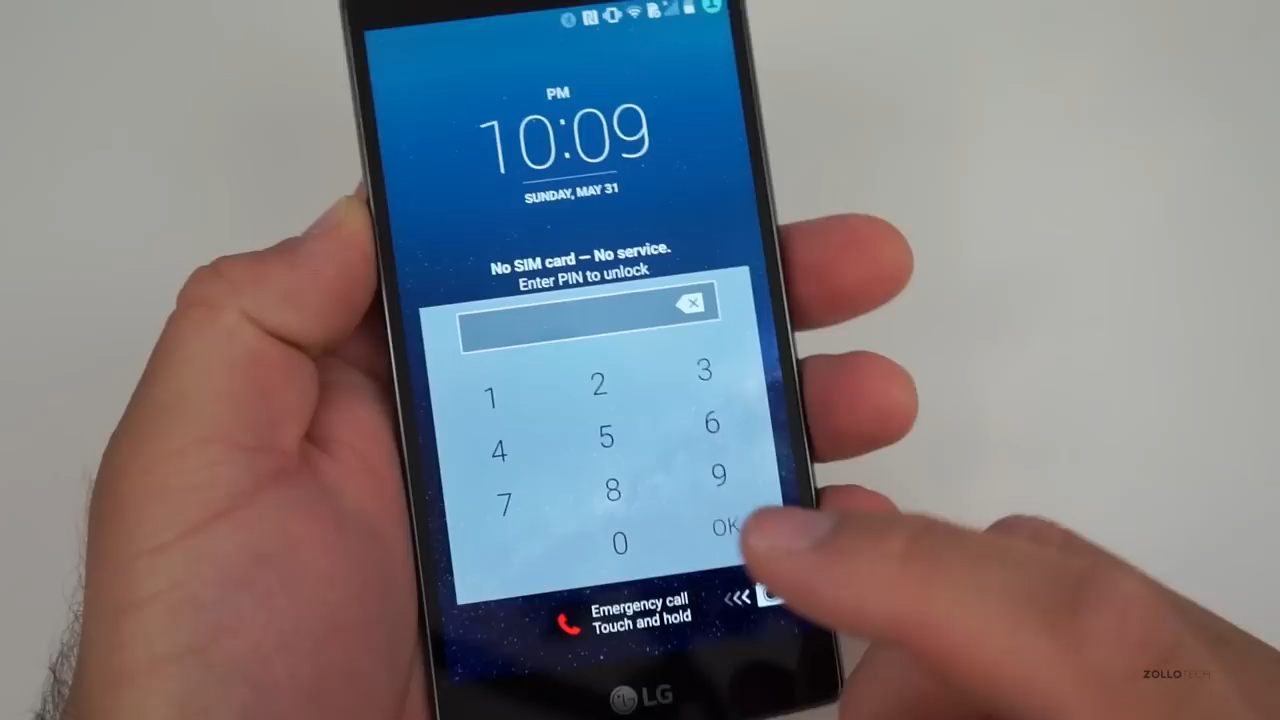 PM
10:09
SUNDAY, MAY 31
No SIM card – No service.
Enter PIN to unlock
1 2 3
4 5 6
7 8 9
0 OK
Emergency call
Touch and hold
LG
ZOLLOTECH